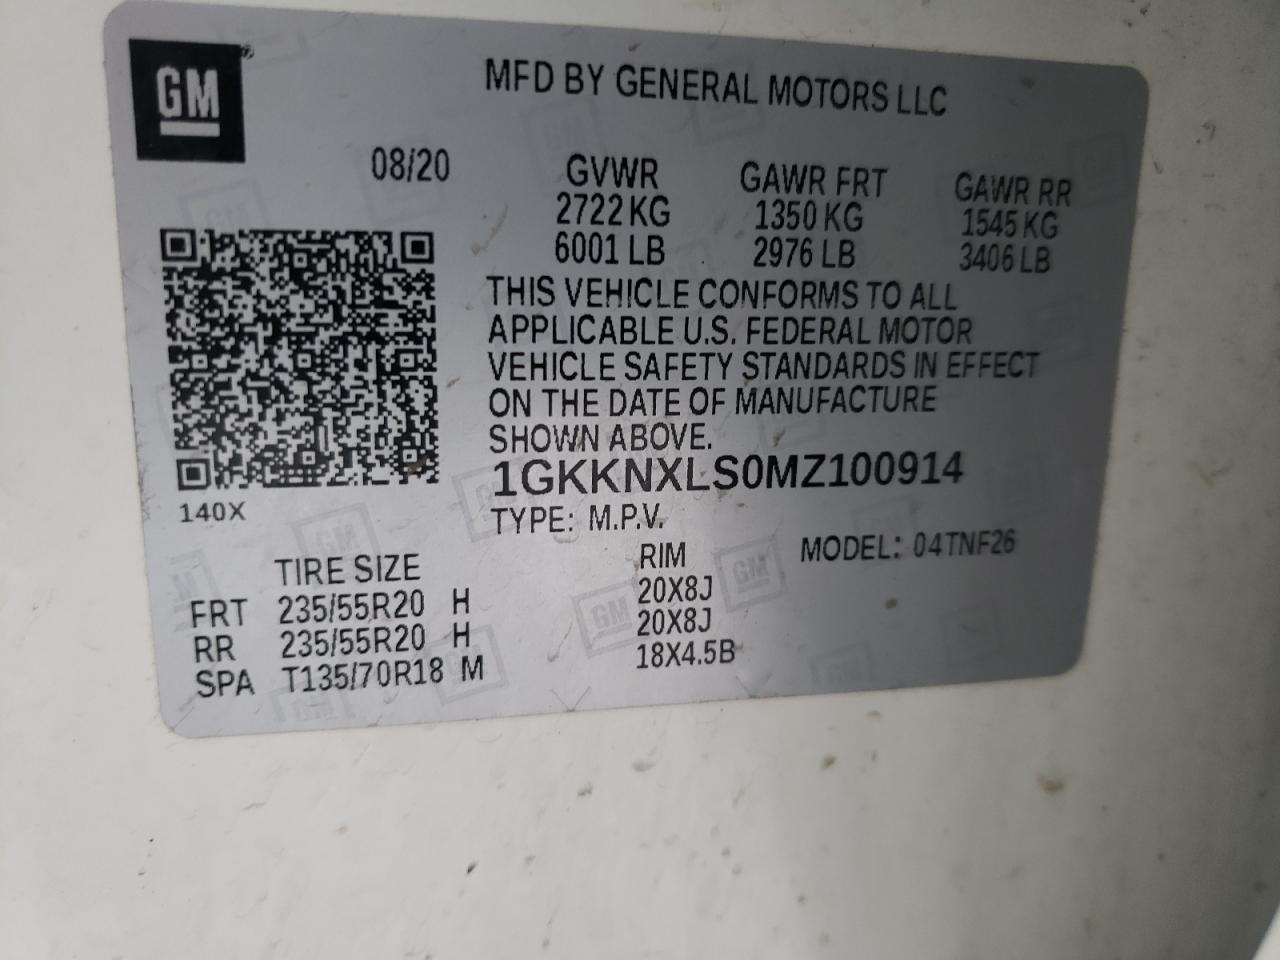 GM
MFD BY GENERAL MOTORS LLC
08/20 GVWR GAWR FRT GAWR RR
2722 KG 1350 KG 1545 KG
6001 LB 2976 LB 3406 LB
THIS VEHICLE CONFORMS TO ALL
APPLICABLE U.S. FEDERAL MOTOR
VEHICLE SAFETY STANDARDS IN EFFECT
ON THE DATE OF MANUFACTURE
SHOWN ABOVE.
1GKKNXLS0MZ100914
140X
TYPE: M.P.V. MODEL: 04TNF26
TIRE SIZE RIM
FRT 235/55R20 H 20X8J
RR 235/55R20 H 20X8J
SPA T135/70R18 M 18X4.5B